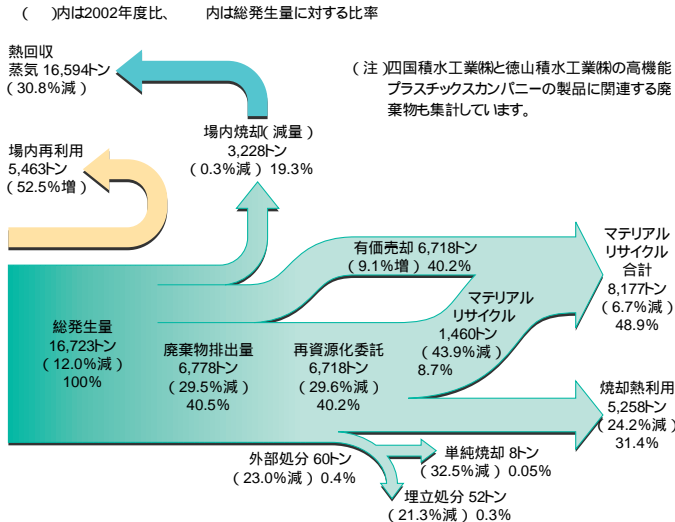 (　)内は2002年度比、　　内は総発生量に対する比率
熱回収
蒸気 16,594トン
(30.8%減)
(注)四国積水工業㈱と徳山積水工業㈱の高機能
プラスチックスカンパニーの製品に関連する廃
棄物も集計しています。
場内再利用
5,463トン
(52.5%増)
場内焼却(減量)
3,228トン
(0.3%減) 19.3%
有価売却 6,718トン
(9.1%増) 40.2%
マテリアル
リサイクル
合計
8,177トン
(6.7%減)
48.9%
総発生量
16,723トン
(12.0%減)
100%
廃棄物排出量
6,778トン
(29.5%減)
40.5%
再資源化委託
6,718トン
(29.6%減)
40.2%
マテリアル
リサイクル
1,460トン
(43.9%減)
8.7%
焼却熱利用
5,258トン
(24.2%減)
31.4%
外部処分 60トン
(23.0%減) 0.4%
単純焼却 8トン
(32.5%減) 0.05%
埋立処分 52トン
(21.3%減) 0.3%